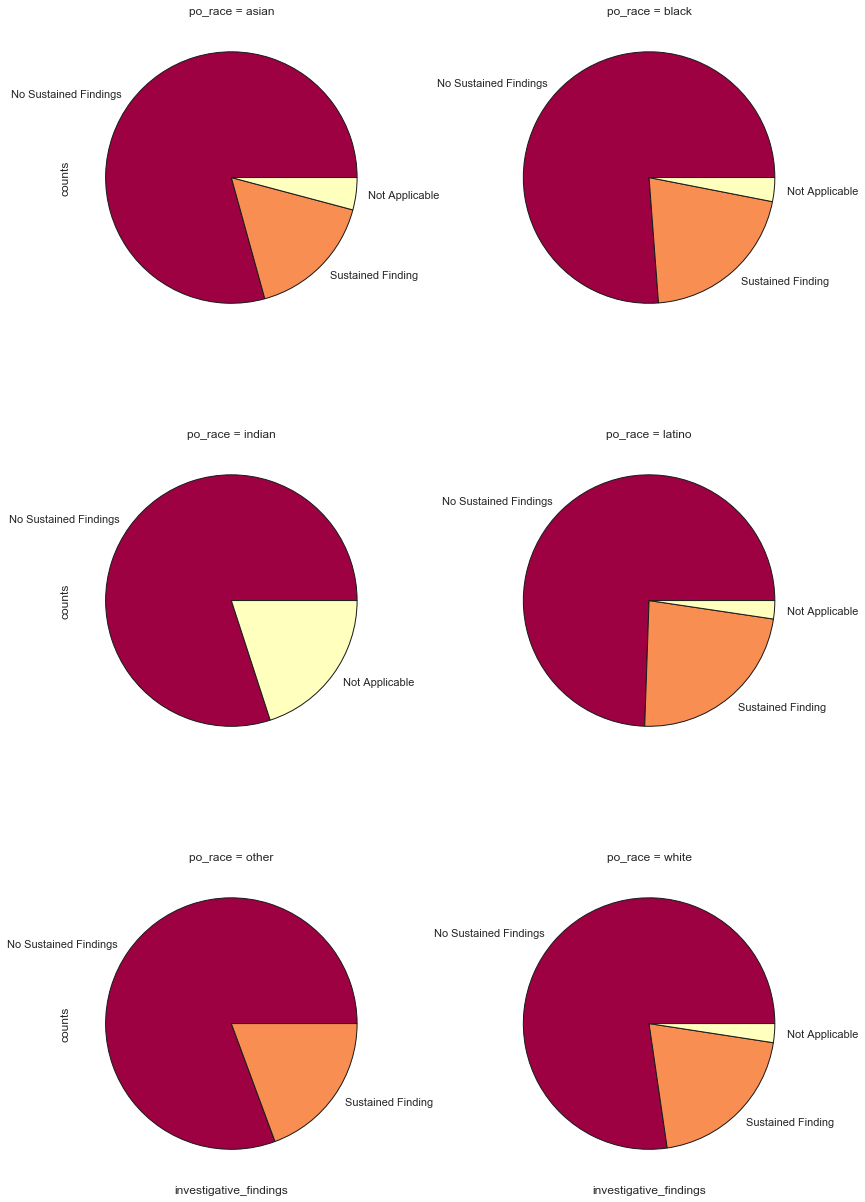 po_race = asian
No Sustained Findings
counts
Not Applicable
Sustained Finding
po_race = black
No Sustained Findings
Not Applicable
Sustained Finding
po_race = indian
No Sustained Findings
counts
Not Applicable
po_race = latino
No Sustained Findings
Not Applicable
Sustained Finding
po_race = other
No Sustained Findings
counts
Sustained Finding
investigative_findings
po_race = white
No Sustained Findings
Not Applicable
Sustained Finding
investigative_findings